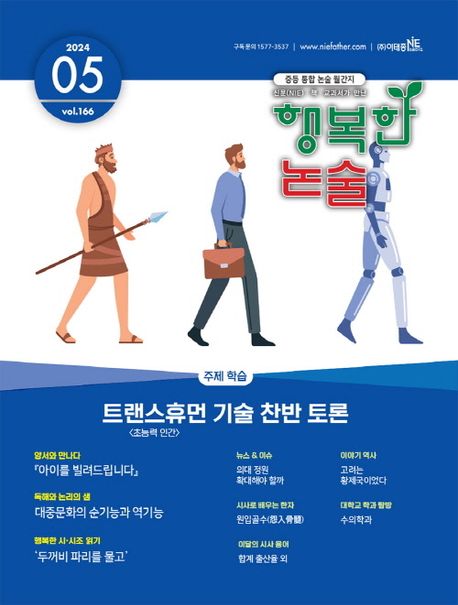 2024
05
vol.166
구독 문의 1577-3537 | www.niefather.com | (주)이태종 NIE
중등 통합 논술 월간지
신문(NIE) 책 교과서가 만난
행복한
논술
주제 학습
트랜스휴먼 기술 찬반 토론
<초능력 인간>
양서와 만나다
『아이를 빌려드립니다』
독해와 논리의 샘
대중문화의 순기능과 역기능
행복한 시·시조 읽기
‘두꺼비 파리를 물고’
뉴스 & 이슈
의대 정원
확대해야 할까
시사로 배우는 한자
원입골수(怨入骨髓)
이달의 시사 용어
합계 출산율 외
이야기 역사
고려는
황제국이었다
대학교 학과 탐방
수의학과